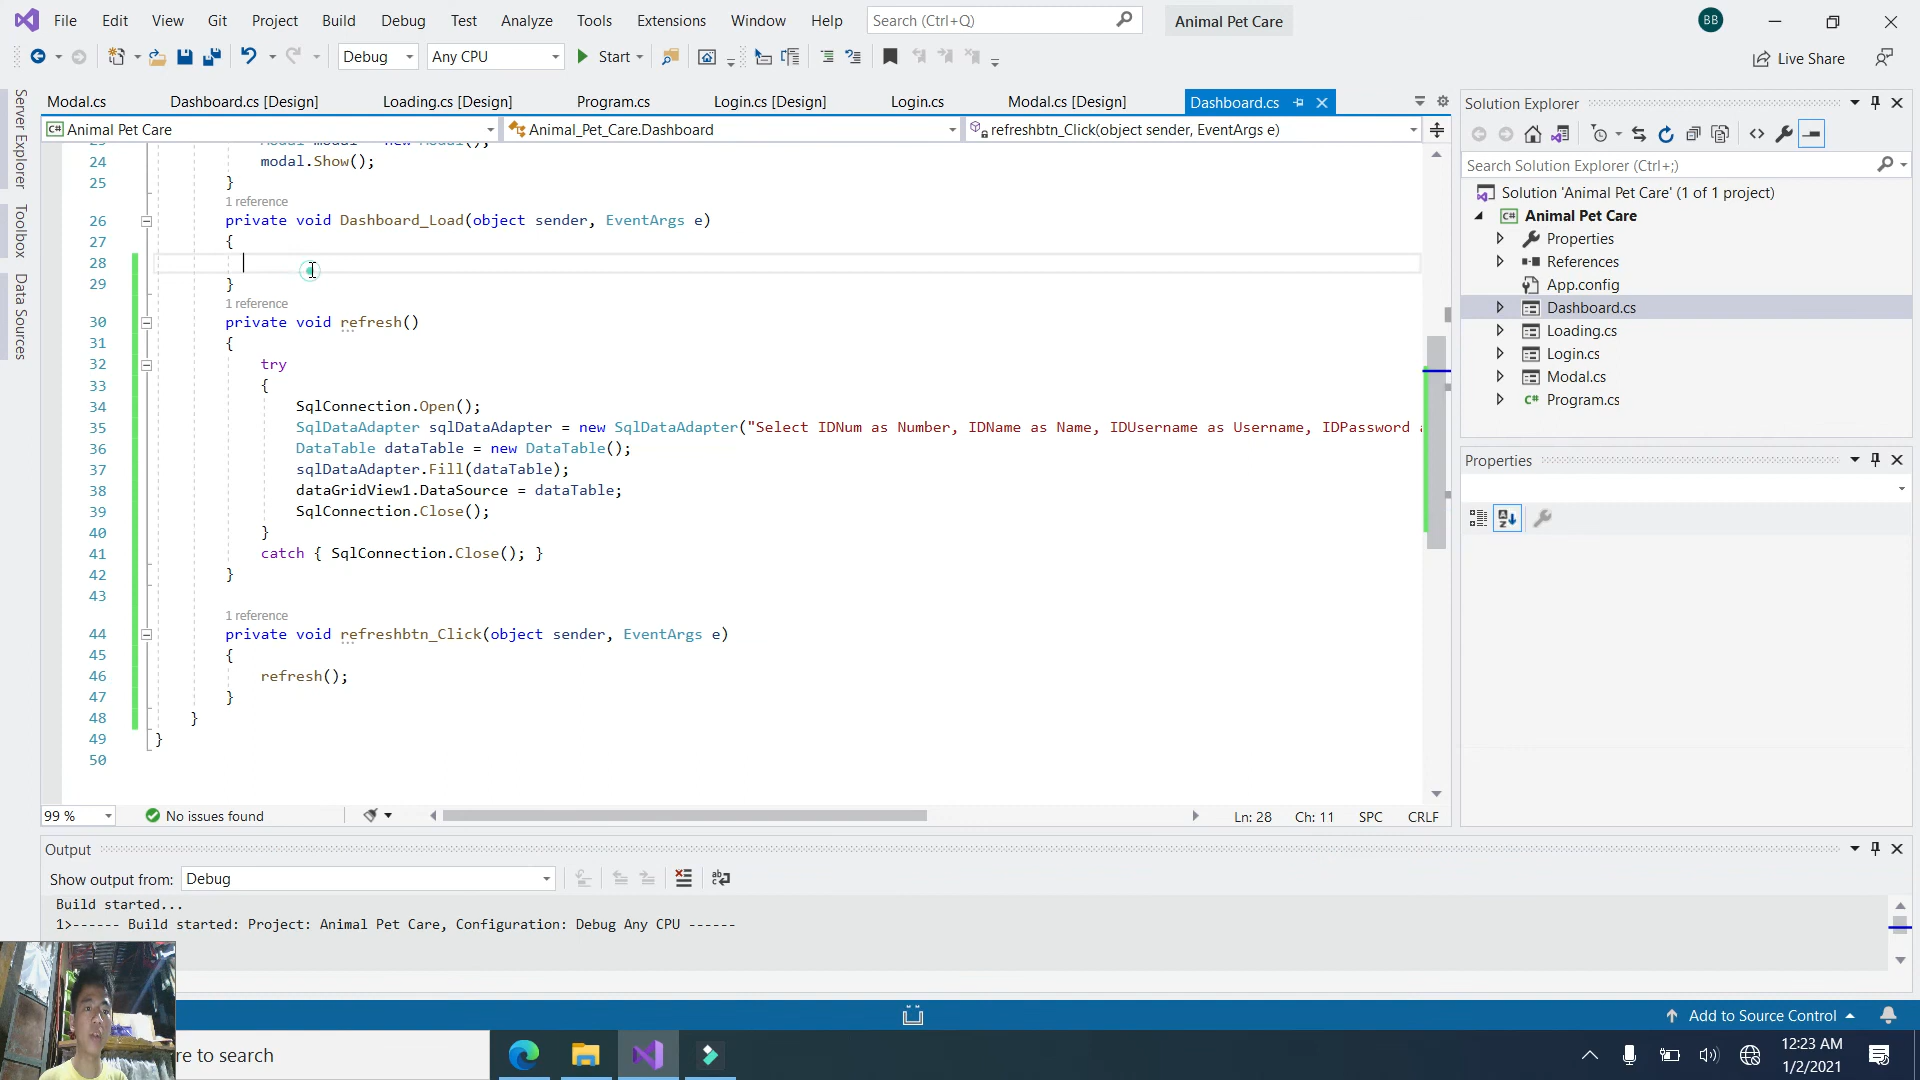 File Edit View Git Project Build Debug Test Analyze Tools Extensions Window Help Search (Ctrl+Q) Animal Pet Care BB
Debug Any CPU Start Live Share
Server Explorer
Toolbox
Data Sources
Modal.cs Dashboard.cs [Design] Loading.cs [Design] Program.cs Login.cs [Design] Login.cs Modal.cs [Design] Dashboard.cs
C# Animal Pet Care Animal_Pet_Care.Dashboard refreshbtn_Click(object sender, EventArgs e)
23 Modal modal = new Modal();
24 modal.Show();
25 }
1 reference
26 private void Dashboard_Load(object sender, EventArgs e)
27 {
28
29 }
1 reference
30 private void refresh()
31 {
32 try
33 {
34 SqlConnection.Open();
35 SqlDataAdapter sqlDataAdapter = new SqlDataAdapter("Select IDNum as Number, IDName as Name, IDUsername as Username, IDPassword a
36 DataTable dataTable = new DataTable();
37 sqlDataAdapter.Fill(dataTable);
38 dataGridView1.DataSource = dataTable;
39 SqlConnection.Close();
40 }
41 catch { SqlConnection.Close(); }
42 }
43
1 reference
44 private void refreshbtn_Click(object sender, EventArgs e)
45 {
46 refresh();
47 }
48 }
49 }
50
99 % No issues found Ln: 28 Ch: 11 SPC CRLF
Solution Explorer
Search Solution Explorer (Ctrl+;)
Solution 'Animal Pet Care' (1 of 1 project)
C# Animal Pet Care
Properties
References
App.config
Dashboard.cs
Loading.cs
Login.cs
Modal.cs
C# Program.cs
Properties
Output
Show output from: Debug
Build started...
1>------ Build started: Project: Animal Pet Care, Configuration: Debug Any CPU ------
Add to Source Control
re to search
12:23 AM
1/2/2021